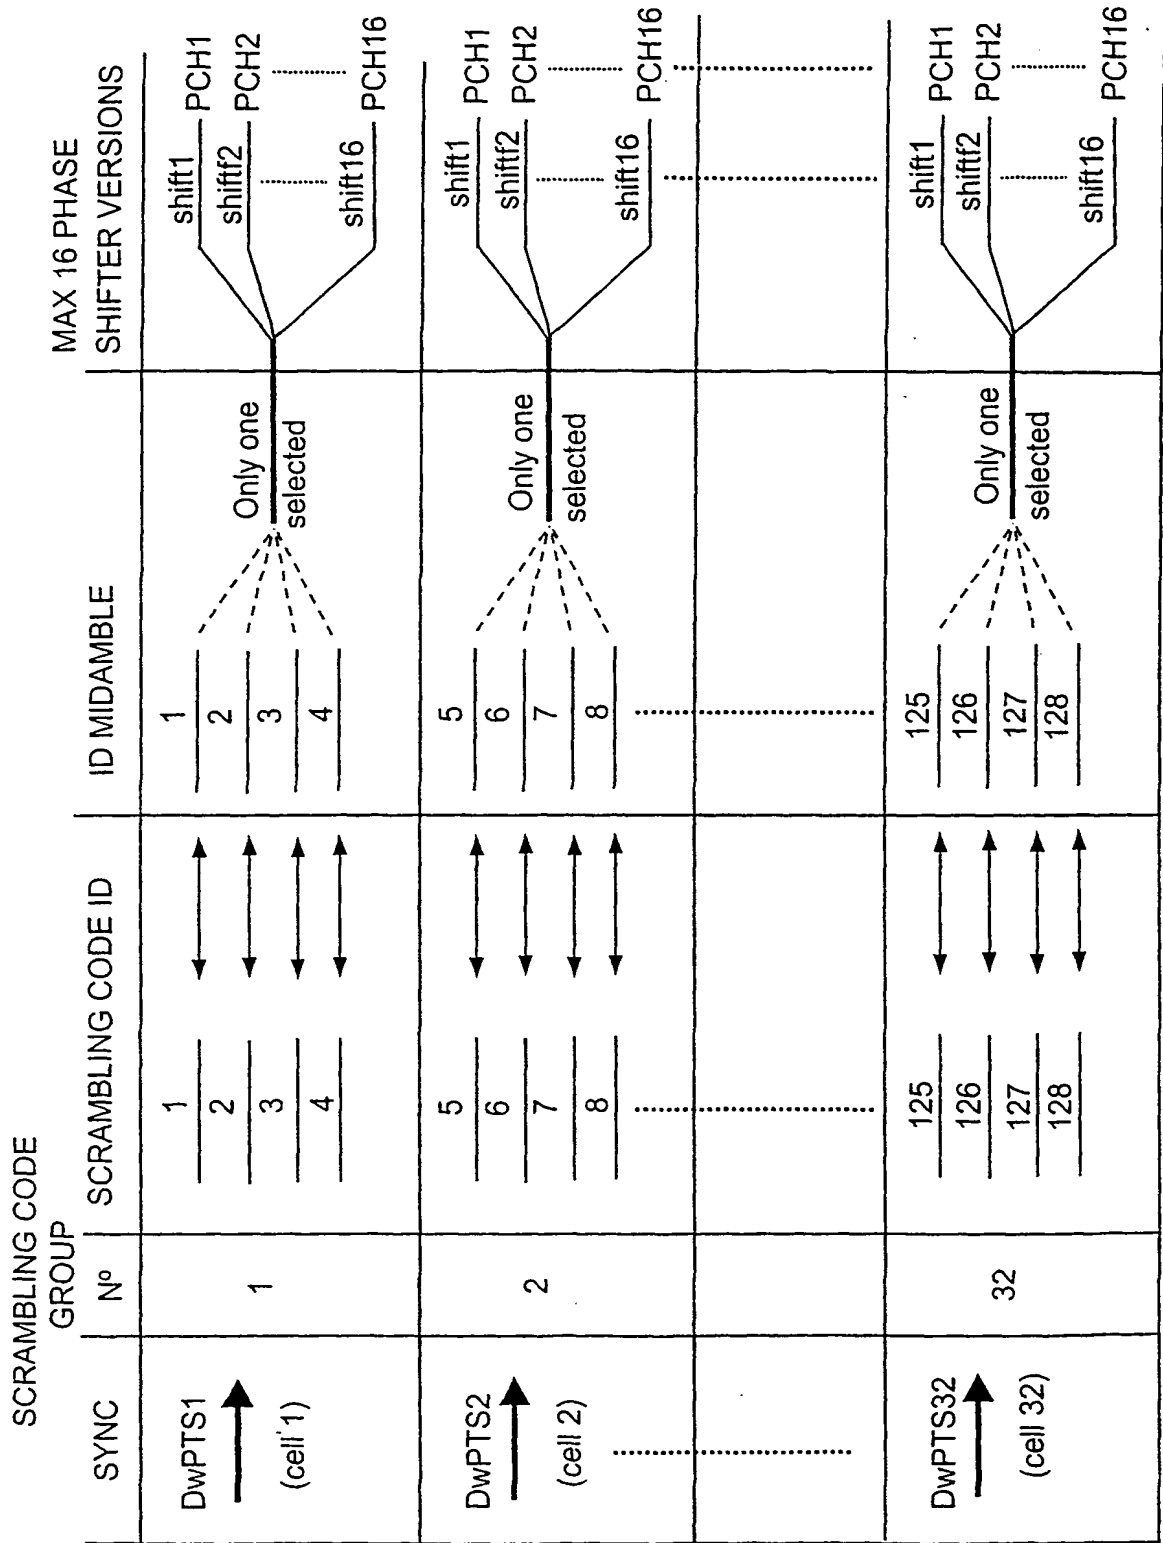 SCRAMBLING CODE
GROUP
MAX 16 PHASE
SHIFTER VERSIONS
SYNC
Nº
SCRAMBLING CODE ID
ID MIDAMBLE
DwPTS1
(cell 1)
1
1
2
3
4
1
2
3
4
Only one
selected
shift1
shiftf2
shift16
PCH1
PCH2
PCH16
DwPTS2
(cell 2)
2
5
6
7
8
5
6
7
8
Only one
selected
shift1
shiftf2
shift16
PCH1
PCH2
PCH16
DwPTS32
(cell 32)
32
125
126
127
128
125
126
127
128
Only one
selected
shift1
shiftf2
shift16
PCH1
PCH2
PCH16